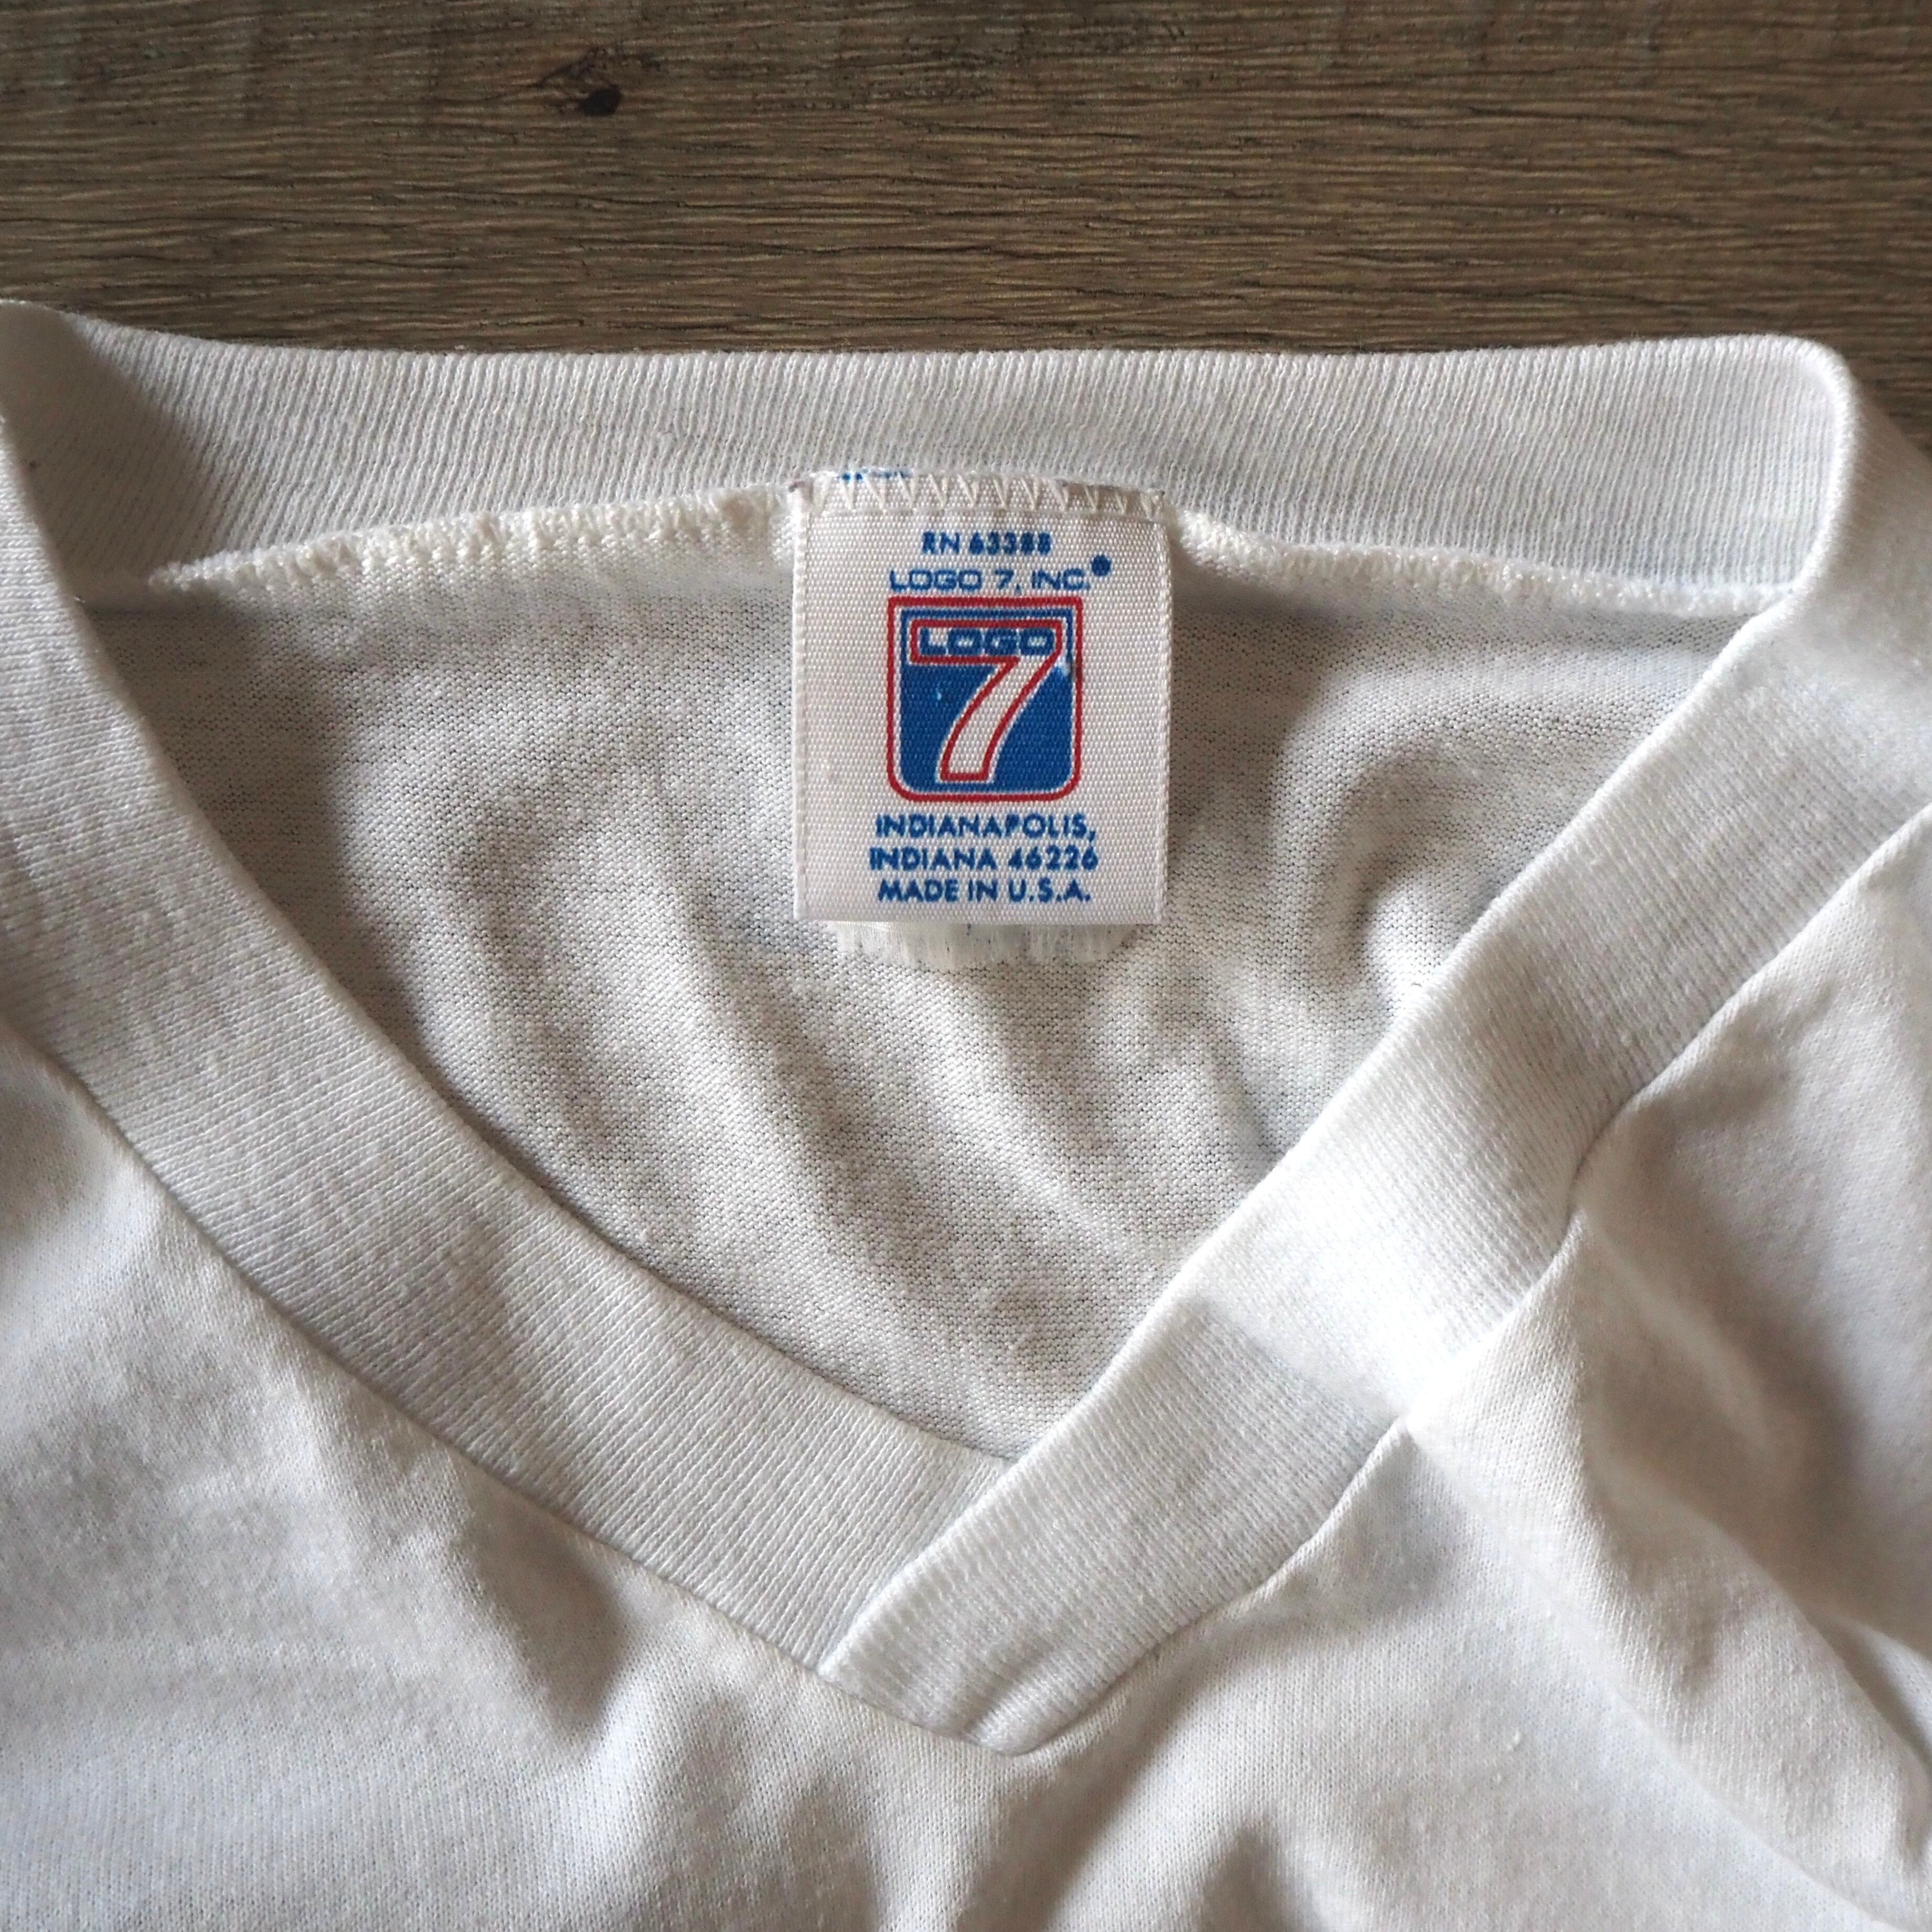 RN 63388
LOGO 7, INC.
LOGO
7
INDIANAPOLIS,
INDIANA 46226
MADE IN U.S.A.